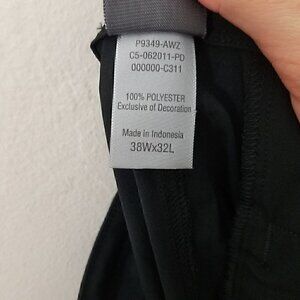 P9349-AWZ
C5-062011-PD
000000-C311
100% POLYESTER
Exclusive of Decoration
Made in Indonesia
38Wx32L